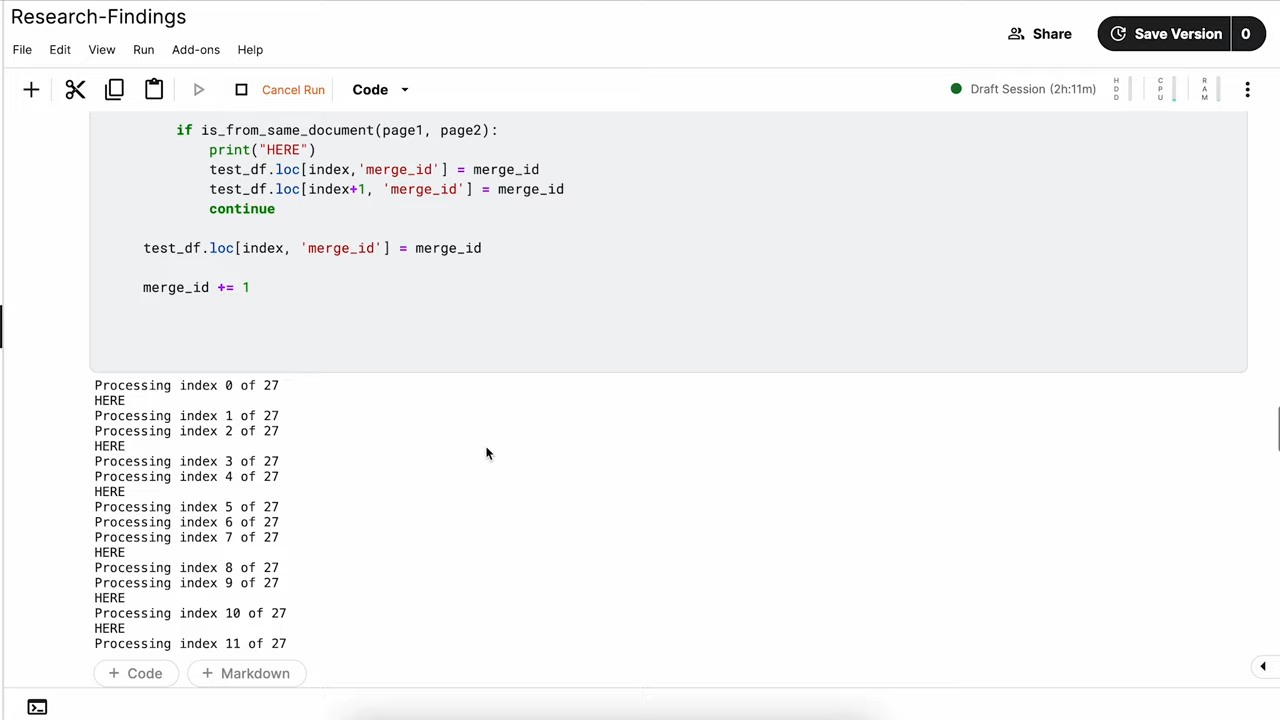 Research-Findings
File Edit View Run Add-ons Help
Share
Save Version 0
Cancel Run
Code
Draft Session (2h:11m)
HDD
CPU
RAM
if is_from_same_document(page1, page2):
print("HERE")
test_df.loc[index,'merge_id'] = merge_id
test_df.loc[index+1, 'merge_id'] = merge_id
continue
test_df.loc[index, 'merge_id'] = merge_id
merge_id += 1
Processing index 0 of 27
HERE
Processing index 1 of 27
Processing index 2 of 27
HERE
Processing index 3 of 27
Processing index 4 of 27
HERE
Processing index 5 of 27
Processing index 6 of 27
Processing index 7 of 27
HERE
Processing index 8 of 27
Processing index 9 of 27
HERE
Processing index 10 of 27
HERE
Processing index 11 of 27
+ Code + Markdown